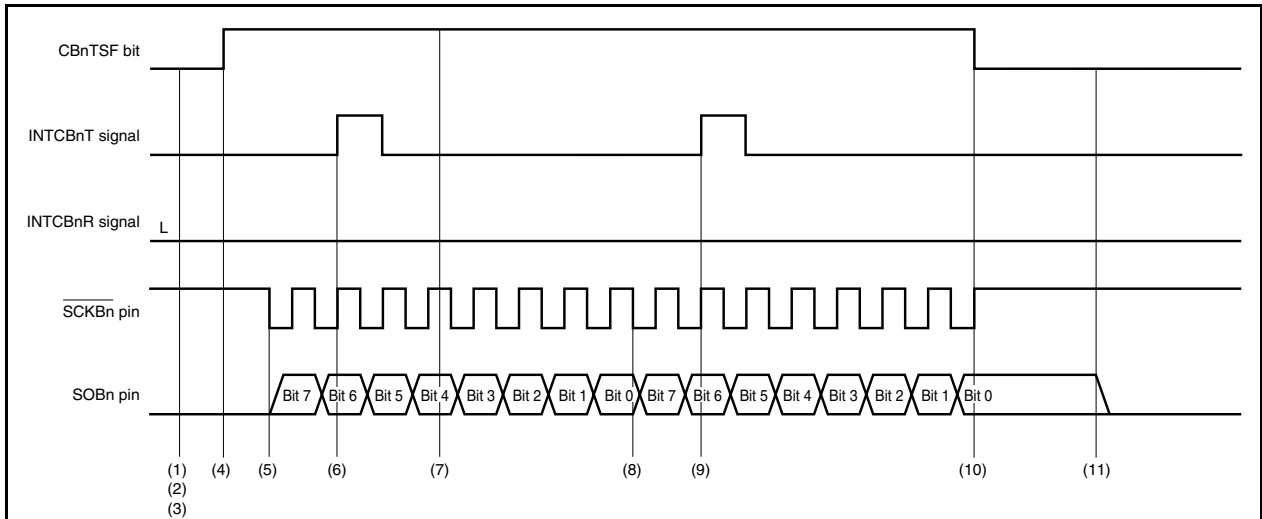 CBnTSF bit
INTCBnT signal
INTCBnR signal L
SCKBn pin
SOBn pin Bit 7 Bit 6 Bit 5 Bit 4 Bit 3 Bit 2 Bit 1 Bit 0 Bit 7 Bit 6 Bit 5 Bit 4 Bit 3 Bit 2 Bit 1 Bit 0
(1) (4) (5) (6) (7) (8) (9) (10) (11)
(2)
(3)